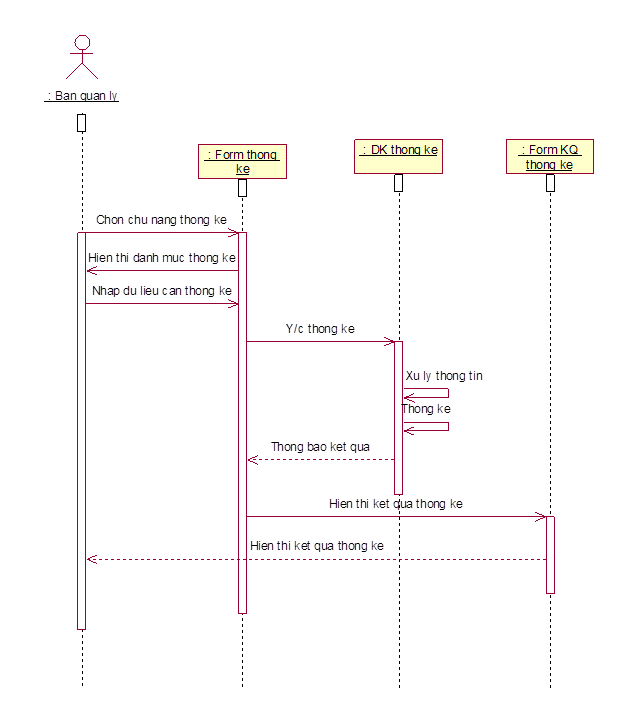 : Ban quan ly
: Form thong
ke
: DK thong ke
: Form KQ
thong ke
Chon chu nang thong ke
Hien thi danh muc thong ke
Nhap du lieu can thong ke
Y/c thong ke
Xu ly thong tin
Thong ke
Thong bao ket qua
Hien thi ket qua thong ke
Hien thi ket qua thong ke